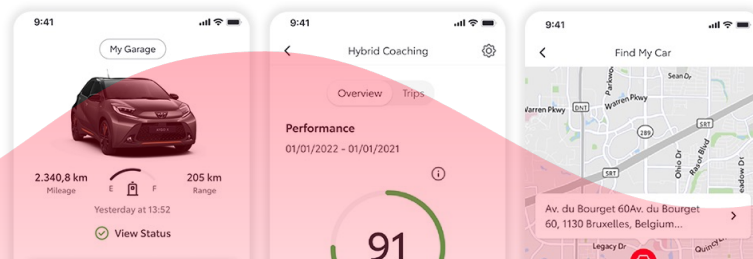 9:41
My Garage
2.340,8 km
Mileage
E
F
205 km
Range
Yesterday at 13:52
View Status
9:41
Hybrid Coaching
Overview
Trips
Performance
01/01/2022 - 01/01/2021
91
9:41
Find My Car
Sean Dr
Warren Pkwy
DNT
Warren Pkwy
SRT
289
SRT
Ohio Dr
Rasor Blvd
Av. du Bourget 60Av. du Bourget
60, 1130 Bruxelles, Belgium...
Legacy Dr